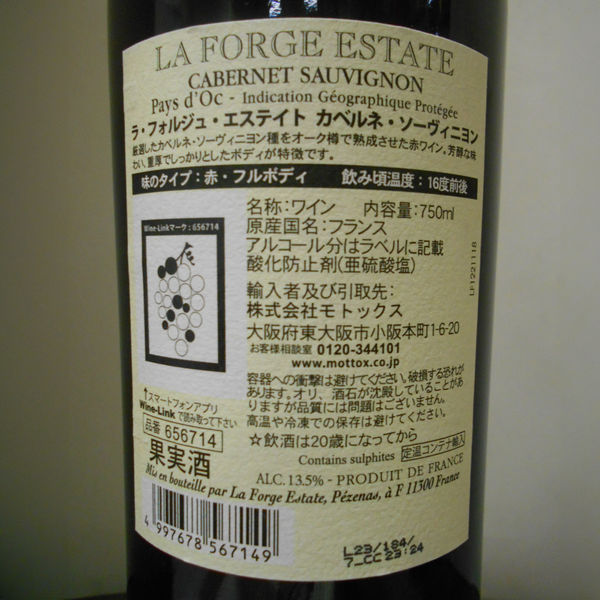 LA FORGE ESTATE
CABERNET SAUVIGNON
Pays d'Oc - Indication Géographique Protégée
ラ・フォルジュ・エステイト カベルネ・ソーヴィニヨン
厳選したカベルネ・ソーヴィニヨン種をオーク樽で熟成させた赤ワイン。芳醇な味
わい、重厚でしっかりとしたボディが特徴です。
味のタイプ:赤・フルボディ 飲み頃温度:16度前後
Wine-Linkマーク:656714
名称:ワイン 内容量:750ml
原産国名:フランス
アルコール分はラベルに記載
酸化防止剤(亜硫酸塩)
輸入者及び引取先:
株式会社モトックス
大阪府東大阪市小阪本町1-6-20
お客様相談室 0120-344101
www.mottox.co.jp
容器への衝撃は避けてください。破損する恐れが
あります。オリ、酒石が沈殿していることがあ
りますが品質には問題はございません。
高温や冷凍での保存は避けてください。
☆飲酒は20歳になってから
LF1221118
↑スマートフォンアプリ
Wine-Linkで読み取って下さい
品番 656714
果実酒
Contains sulphites 定温コンテナ輸入
ALC. 13.5% - PRODUIT DE FRANCE
Mis en bouteille par La Forge Estate, Pézenas, à F 11300 France
4 997678 567149
L23/184/
7_CC 23:24